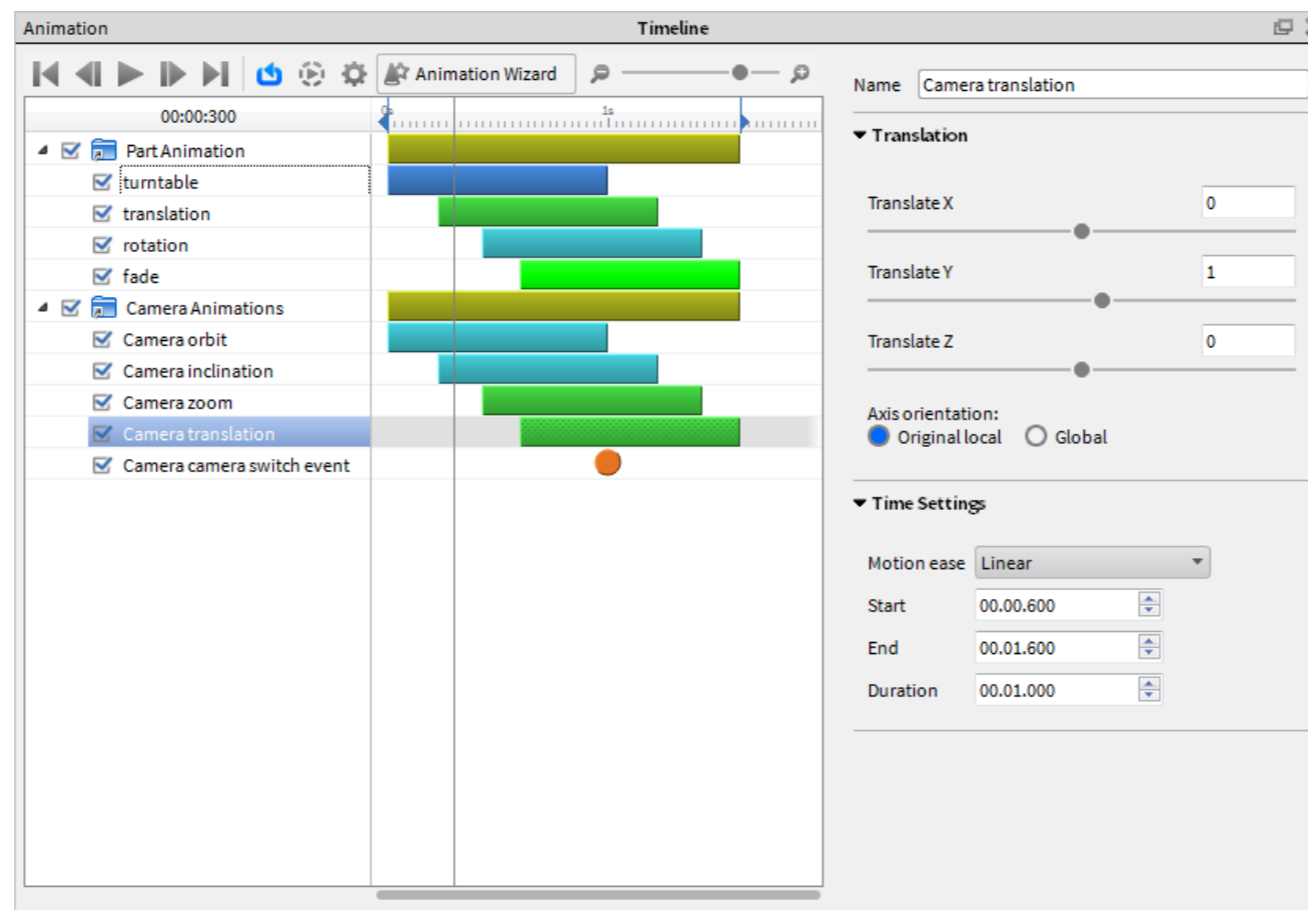 Animation
Timeline
Animation Wizard
00:00:300
0s
1s
Part Animation
turntable
translation
rotation
fade
Camera Animations
Camera orbit
Camera inclination
Camera zoom
Camera translation
Camera camera switch event
Name Camera translation
Translation
Translate X 0
Translate Y 1
Translate Z 0
Axis orientation:
Original local Global
Time Settings
Motion ease Linear
Start 00.00.600
End 00.01.600
Duration 00.01.000